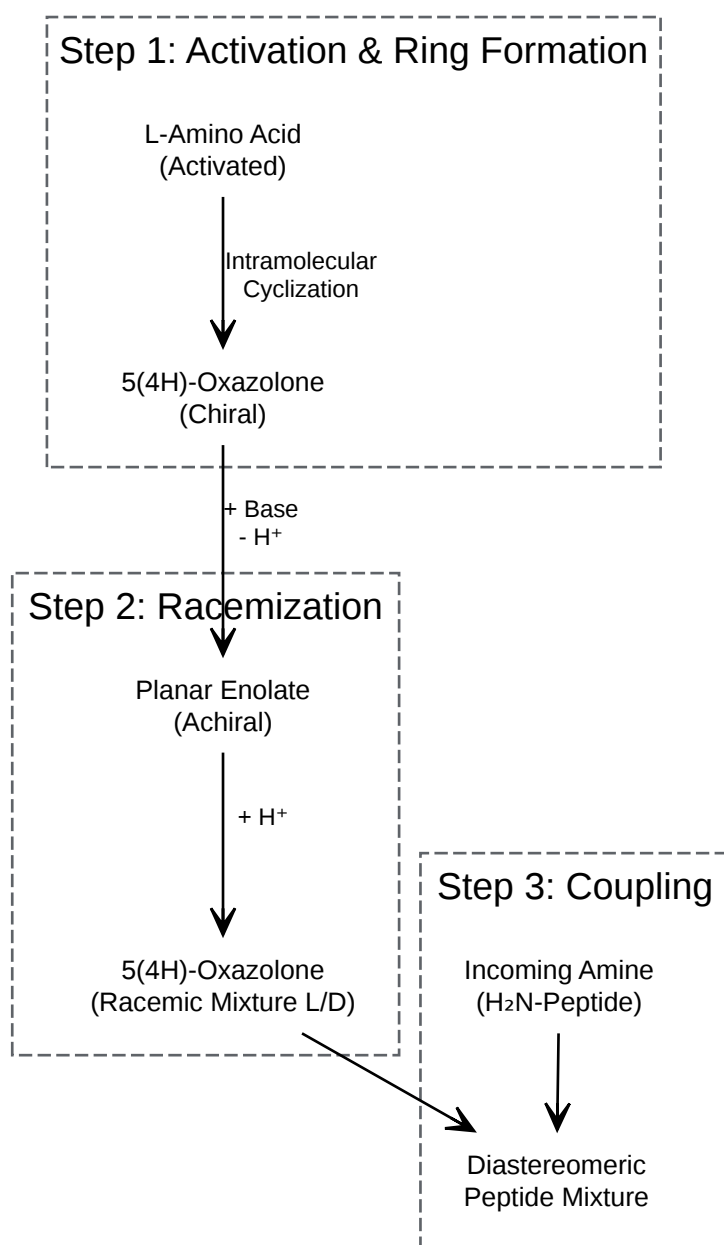 Step 1: Activation & Ring Formation
L-Amino Acid
(Activated)
Intramolecular
Cyclization
5(4H)-Oxazolone
(Chiral)
+ Base
- H⁺
Step 2: Racemization
Planar Enolate
(Achiral)
+ H⁺
Step 3: Coupling
5(4H)-Oxazolone
(Racemic Mixture L/D)
Incoming Amine
(H₂N-Peptide)
Diastereomeric
Peptide Mixture